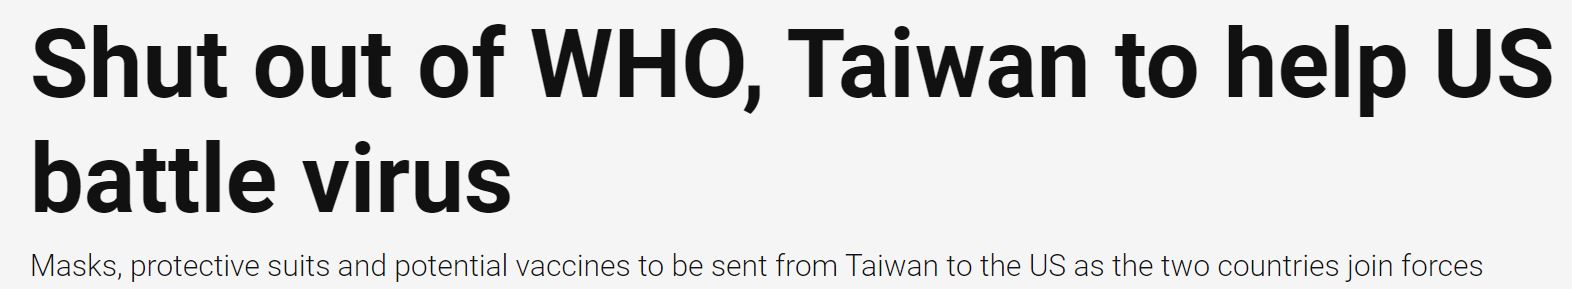 Shut out of WHO, Taiwan to help US
battle virus
Masks, protective suits and potential vaccines to be sent from Taiwan to the US as the two countries join forces